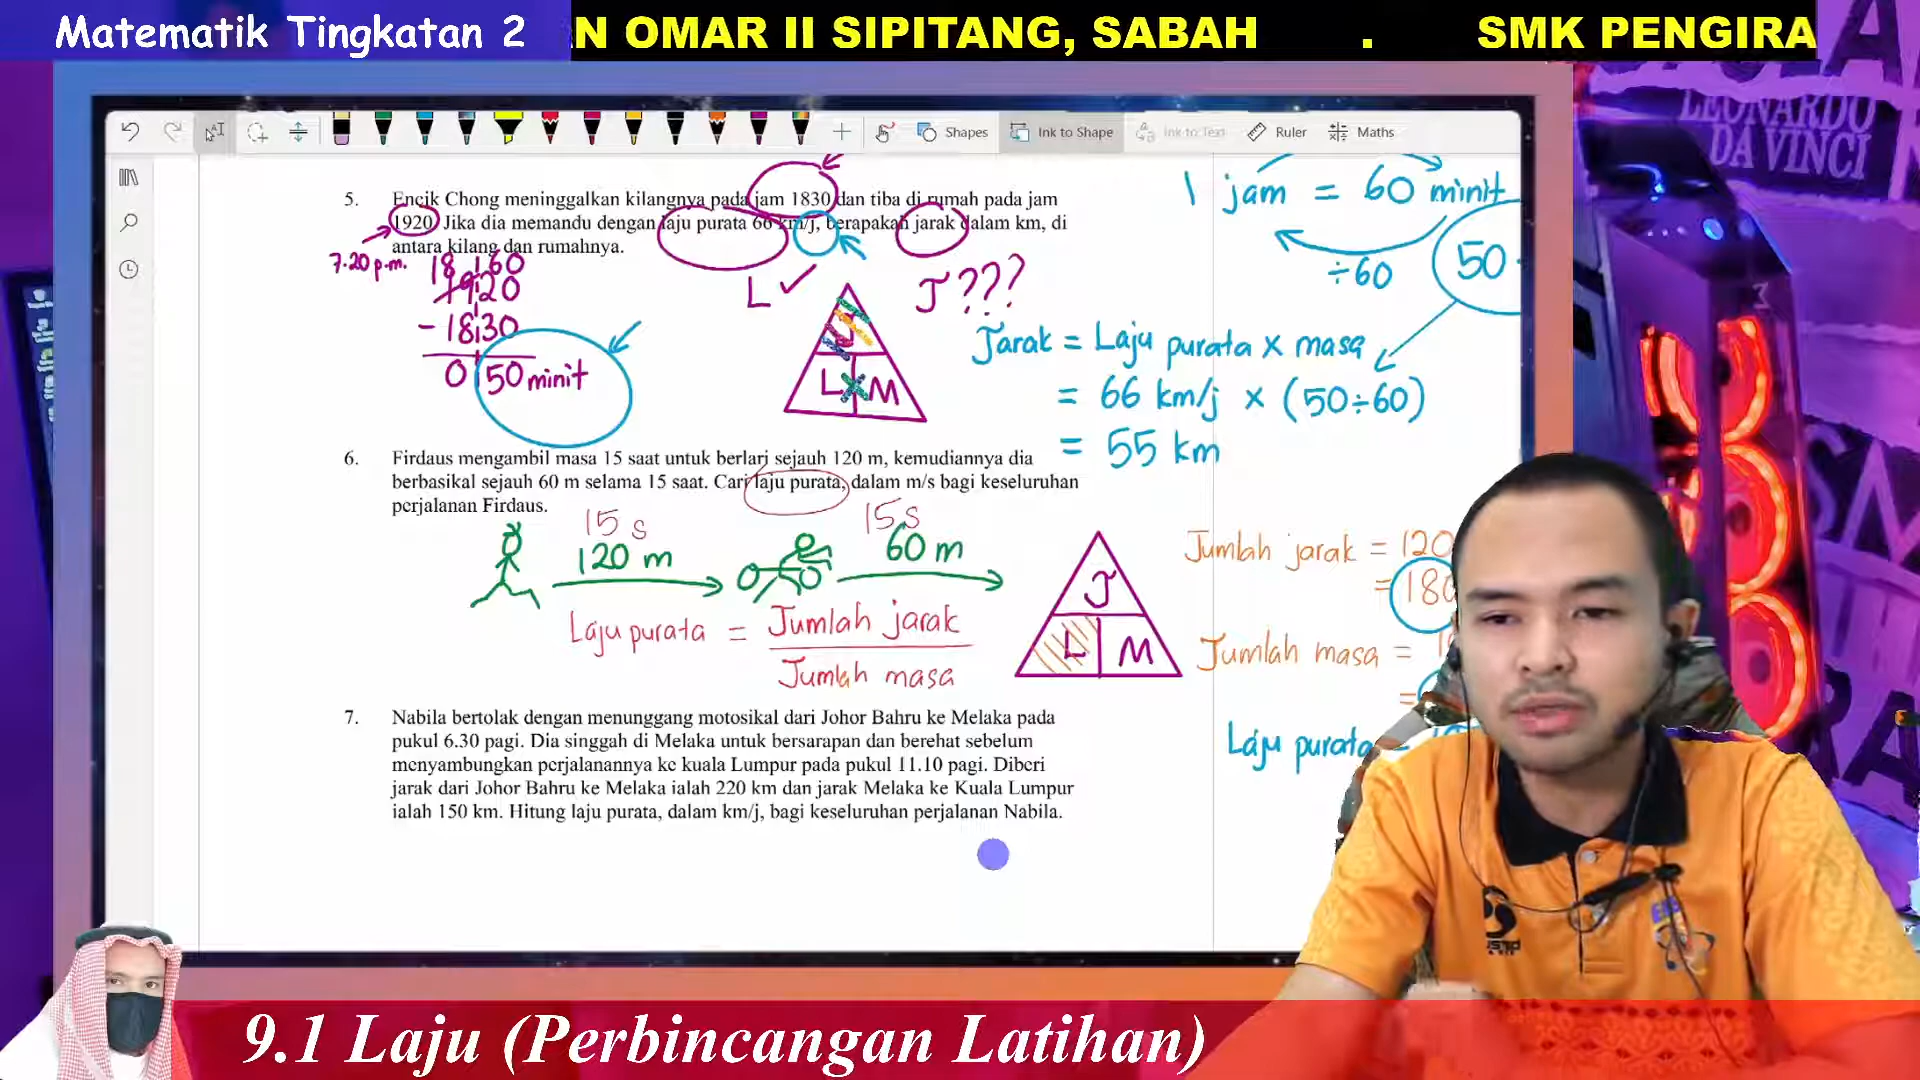 Matematik Tingkatan 2
N OMAR II SIPITANG, SABAH . SMK PENGIRA
LEONARDO
DA VINCI
Shapes
Ink to Shape
Ink to Text
Ruler
Maths
5. Encik Chong meninggalkan kilangnya pada jam 1830 dan tiba di rumah pada jam
1920 Jika dia memandu dengan laju purata 66 km/j, berapakah jarak dalam km, di
antara kilang dan rumahnya.
7.20 p.m.
18 60
1920
- 1830
0 50 minit
L ✓
J???
J
L M
1 jam = 60 minit
÷60
50
Jarak = Laju purata x masa
= 66 km/j x (50÷60)
= 55 km
6. Firdaus mengambil masa 15 saat untuk berlari sejauh 120 m, kemudiannya dia
berbasikal sejauh 60 m selama 15 saat. Cari laju purata, dalam m/s bagi keseluruhan
perjalanan Firdaus.
15 s
120 m
15 s
60 m
Laju purata = Jumlah jarak
Jumlah masa
J
L M
Jumlah jarak = 120
= 180
Jumlah masa =
=
Laju purata =
7. Nabila bertolak dengan menunggang motosikal dari Johor Bahru ke Melaka pada
pukul 6.30 pagi. Dia singgah di Melaka untuk bersarapan dan berehat sebelum
menyambungkan perjalanannya ke kuala Lumpur pada pukul 11.10 pagi. Diberi
jarak dari Johor Bahru ke Melaka ialah 220 km dan jarak Melaka ke Kuala Lumpur
ialah 150 km. Hitung laju purata, dalam km/j, bagi keseluruhan perjalanan Nabila.
9.1 Laju (Perbincangan Latihan)